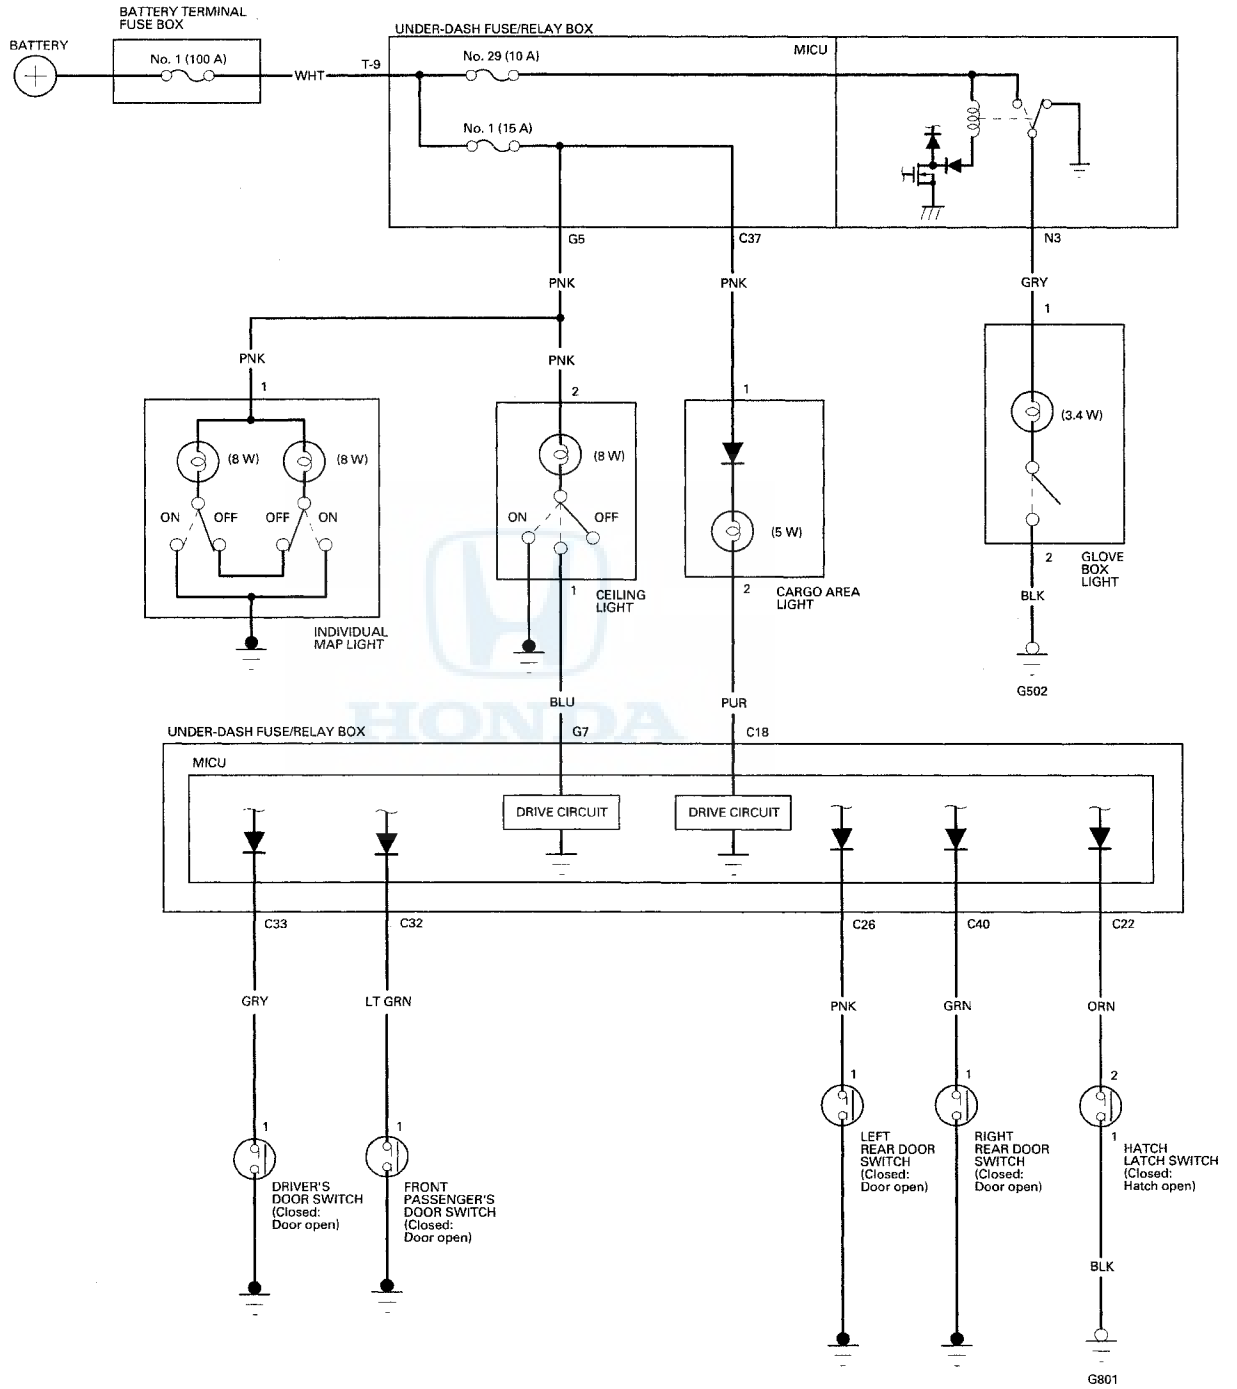 BATTERY TERMINAL
FUSE BOX
BATTERY
No. 1 (100 A)
WHT
T-9
UNDER-DASH FUSE/RELAY BOX
No. 29 (10 A)
MICU
No. 1 (15 A)
G5
C37
N3
PNK
PNK
GRY
1
PNK
PNK
1
2
1
(8 W)
(8 W)
(8 W)
(3.4 W)
ON
OFF
OFF
ON
ON
OFF
(5 W)
1
CEILING
LIGHT
2
CARGO AREA
LIGHT
2
GLOVE
BOX
LIGHT
BLK
INDIVIDUAL
MAP LIGHT
G502
HONDA
BLU
PUR
UNDER-DASH FUSE/RELAY BOX
G7
C18
MICU
DRIVE CIRCUIT
DRIVE CIRCUIT
C33
C32
C26
C40
C22
GRY
LT GRN
PNK
GRN
ORN
1
1
2
1
1
1
LEFT
REAR DOOR
SWITCH
(Closed:
Door open)
RIGHT
REAR DOOR
SWITCH
(Closed:
Door open)
HATCH
LATCH SWITCH
(Closed:
Hatch open)
DRIVER'S
DOOR SWITCH
(Closed:
Door open)
FRONT
PASSENGER'S
DOOR SWITCH
(Closed:
Door open)
BLK
G801